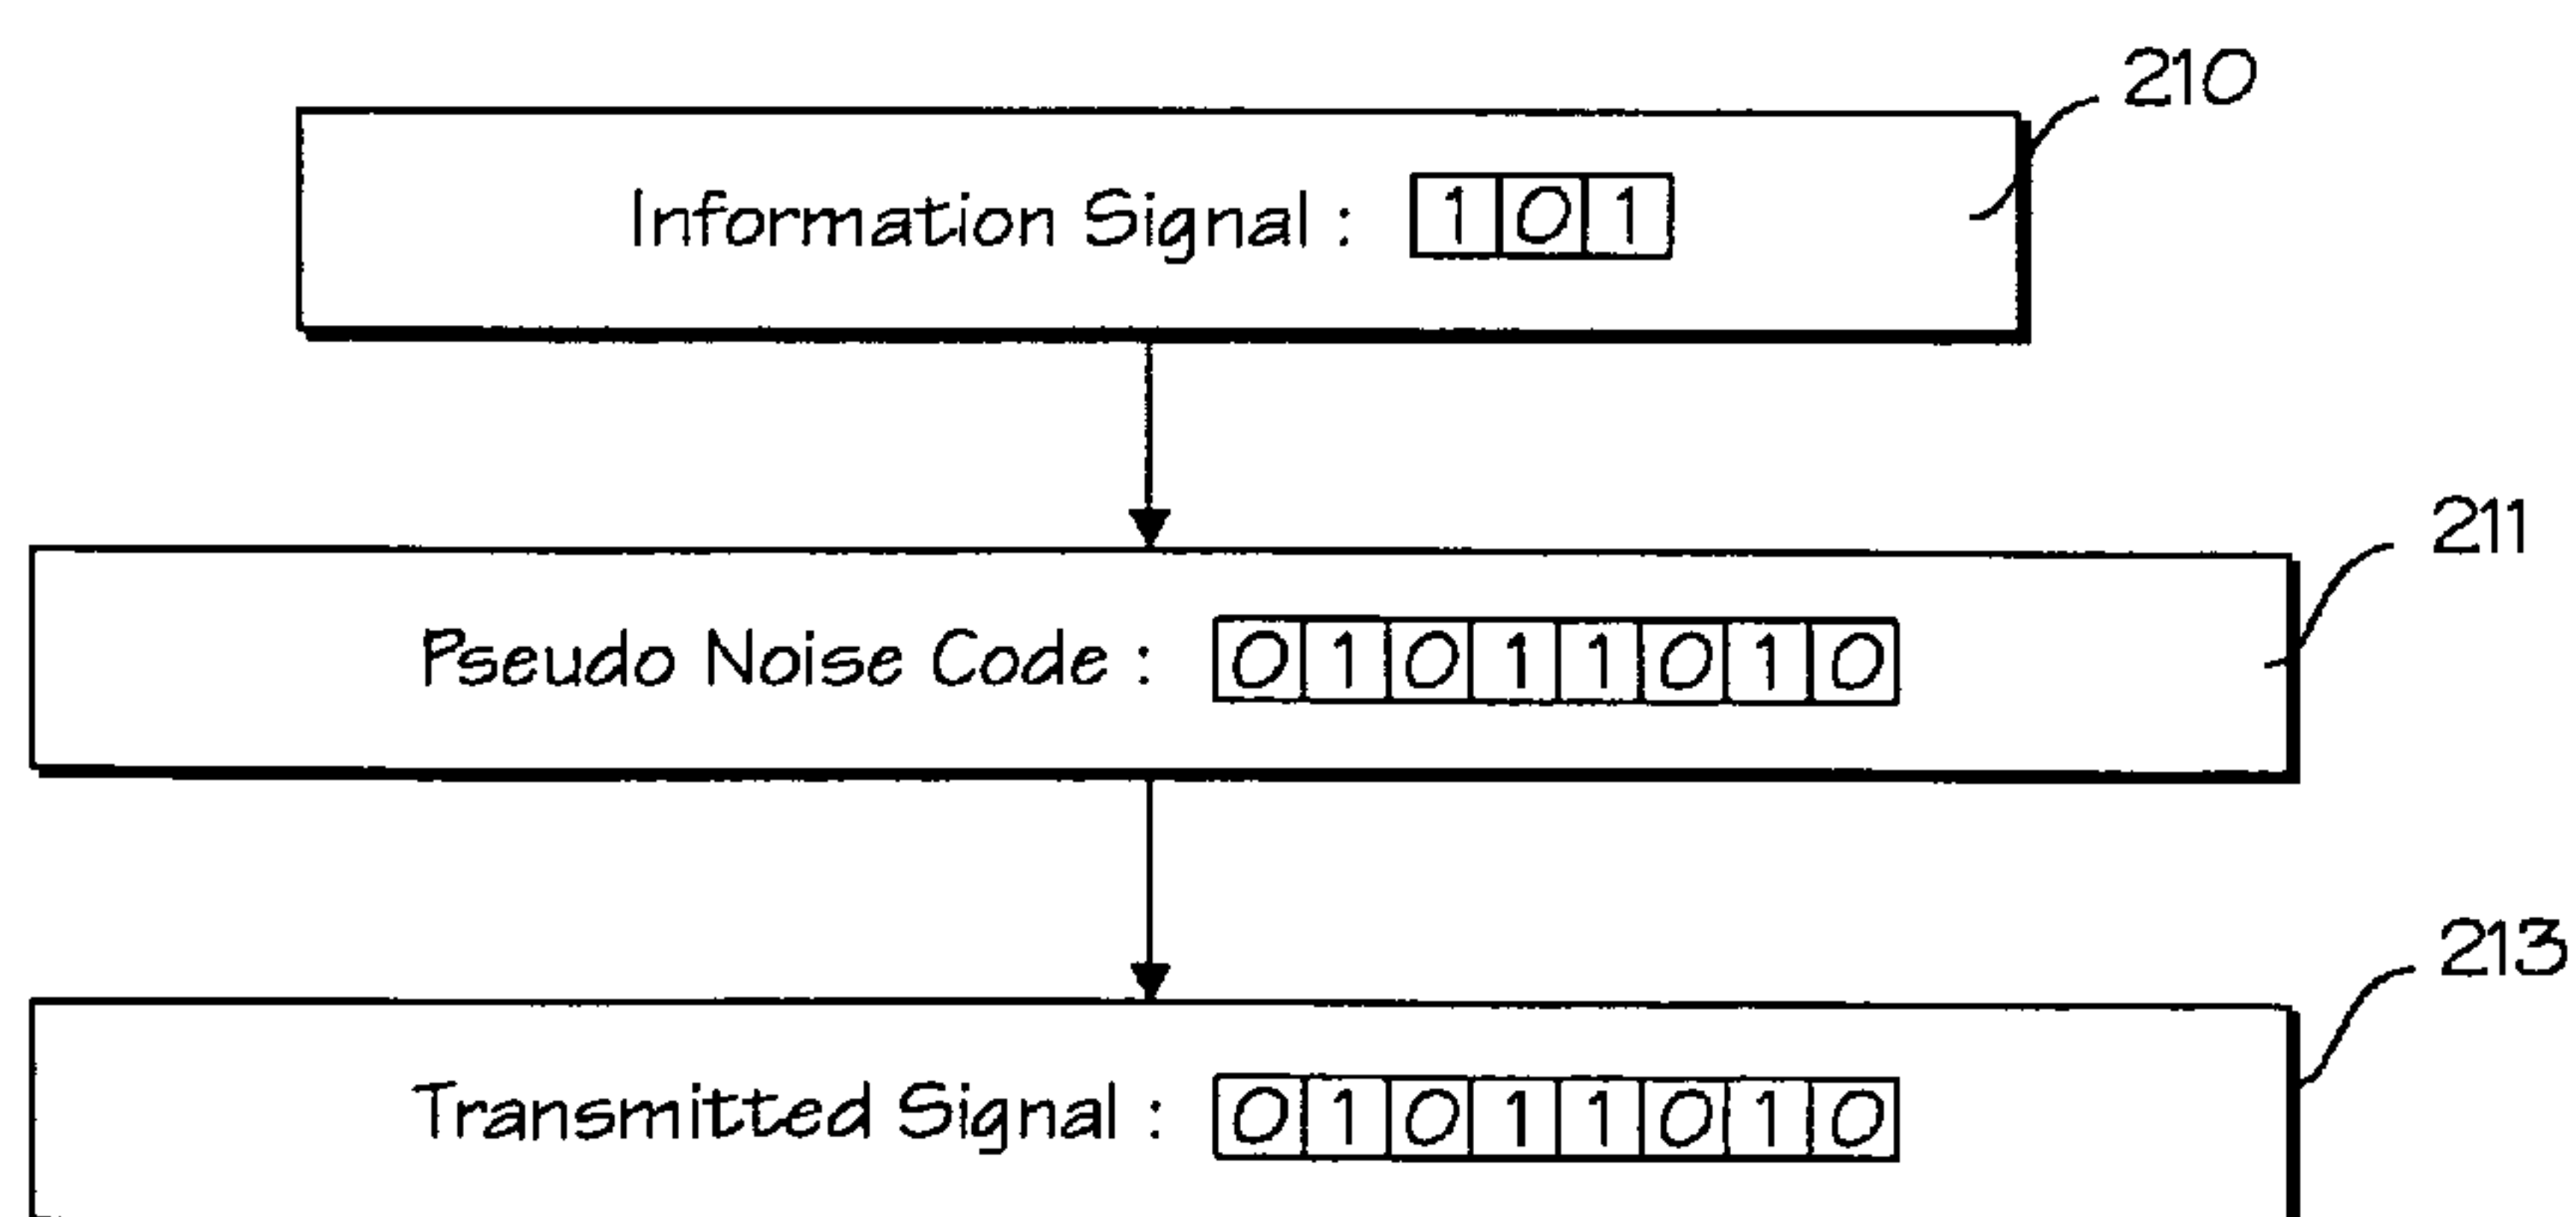 210
Information Signal : 1 0 1
211
Pseudo Noise Code : 0 1 0 1 1 0 1 0
213
Transmitted Signal : 0 1 0 1 1 0 1 0